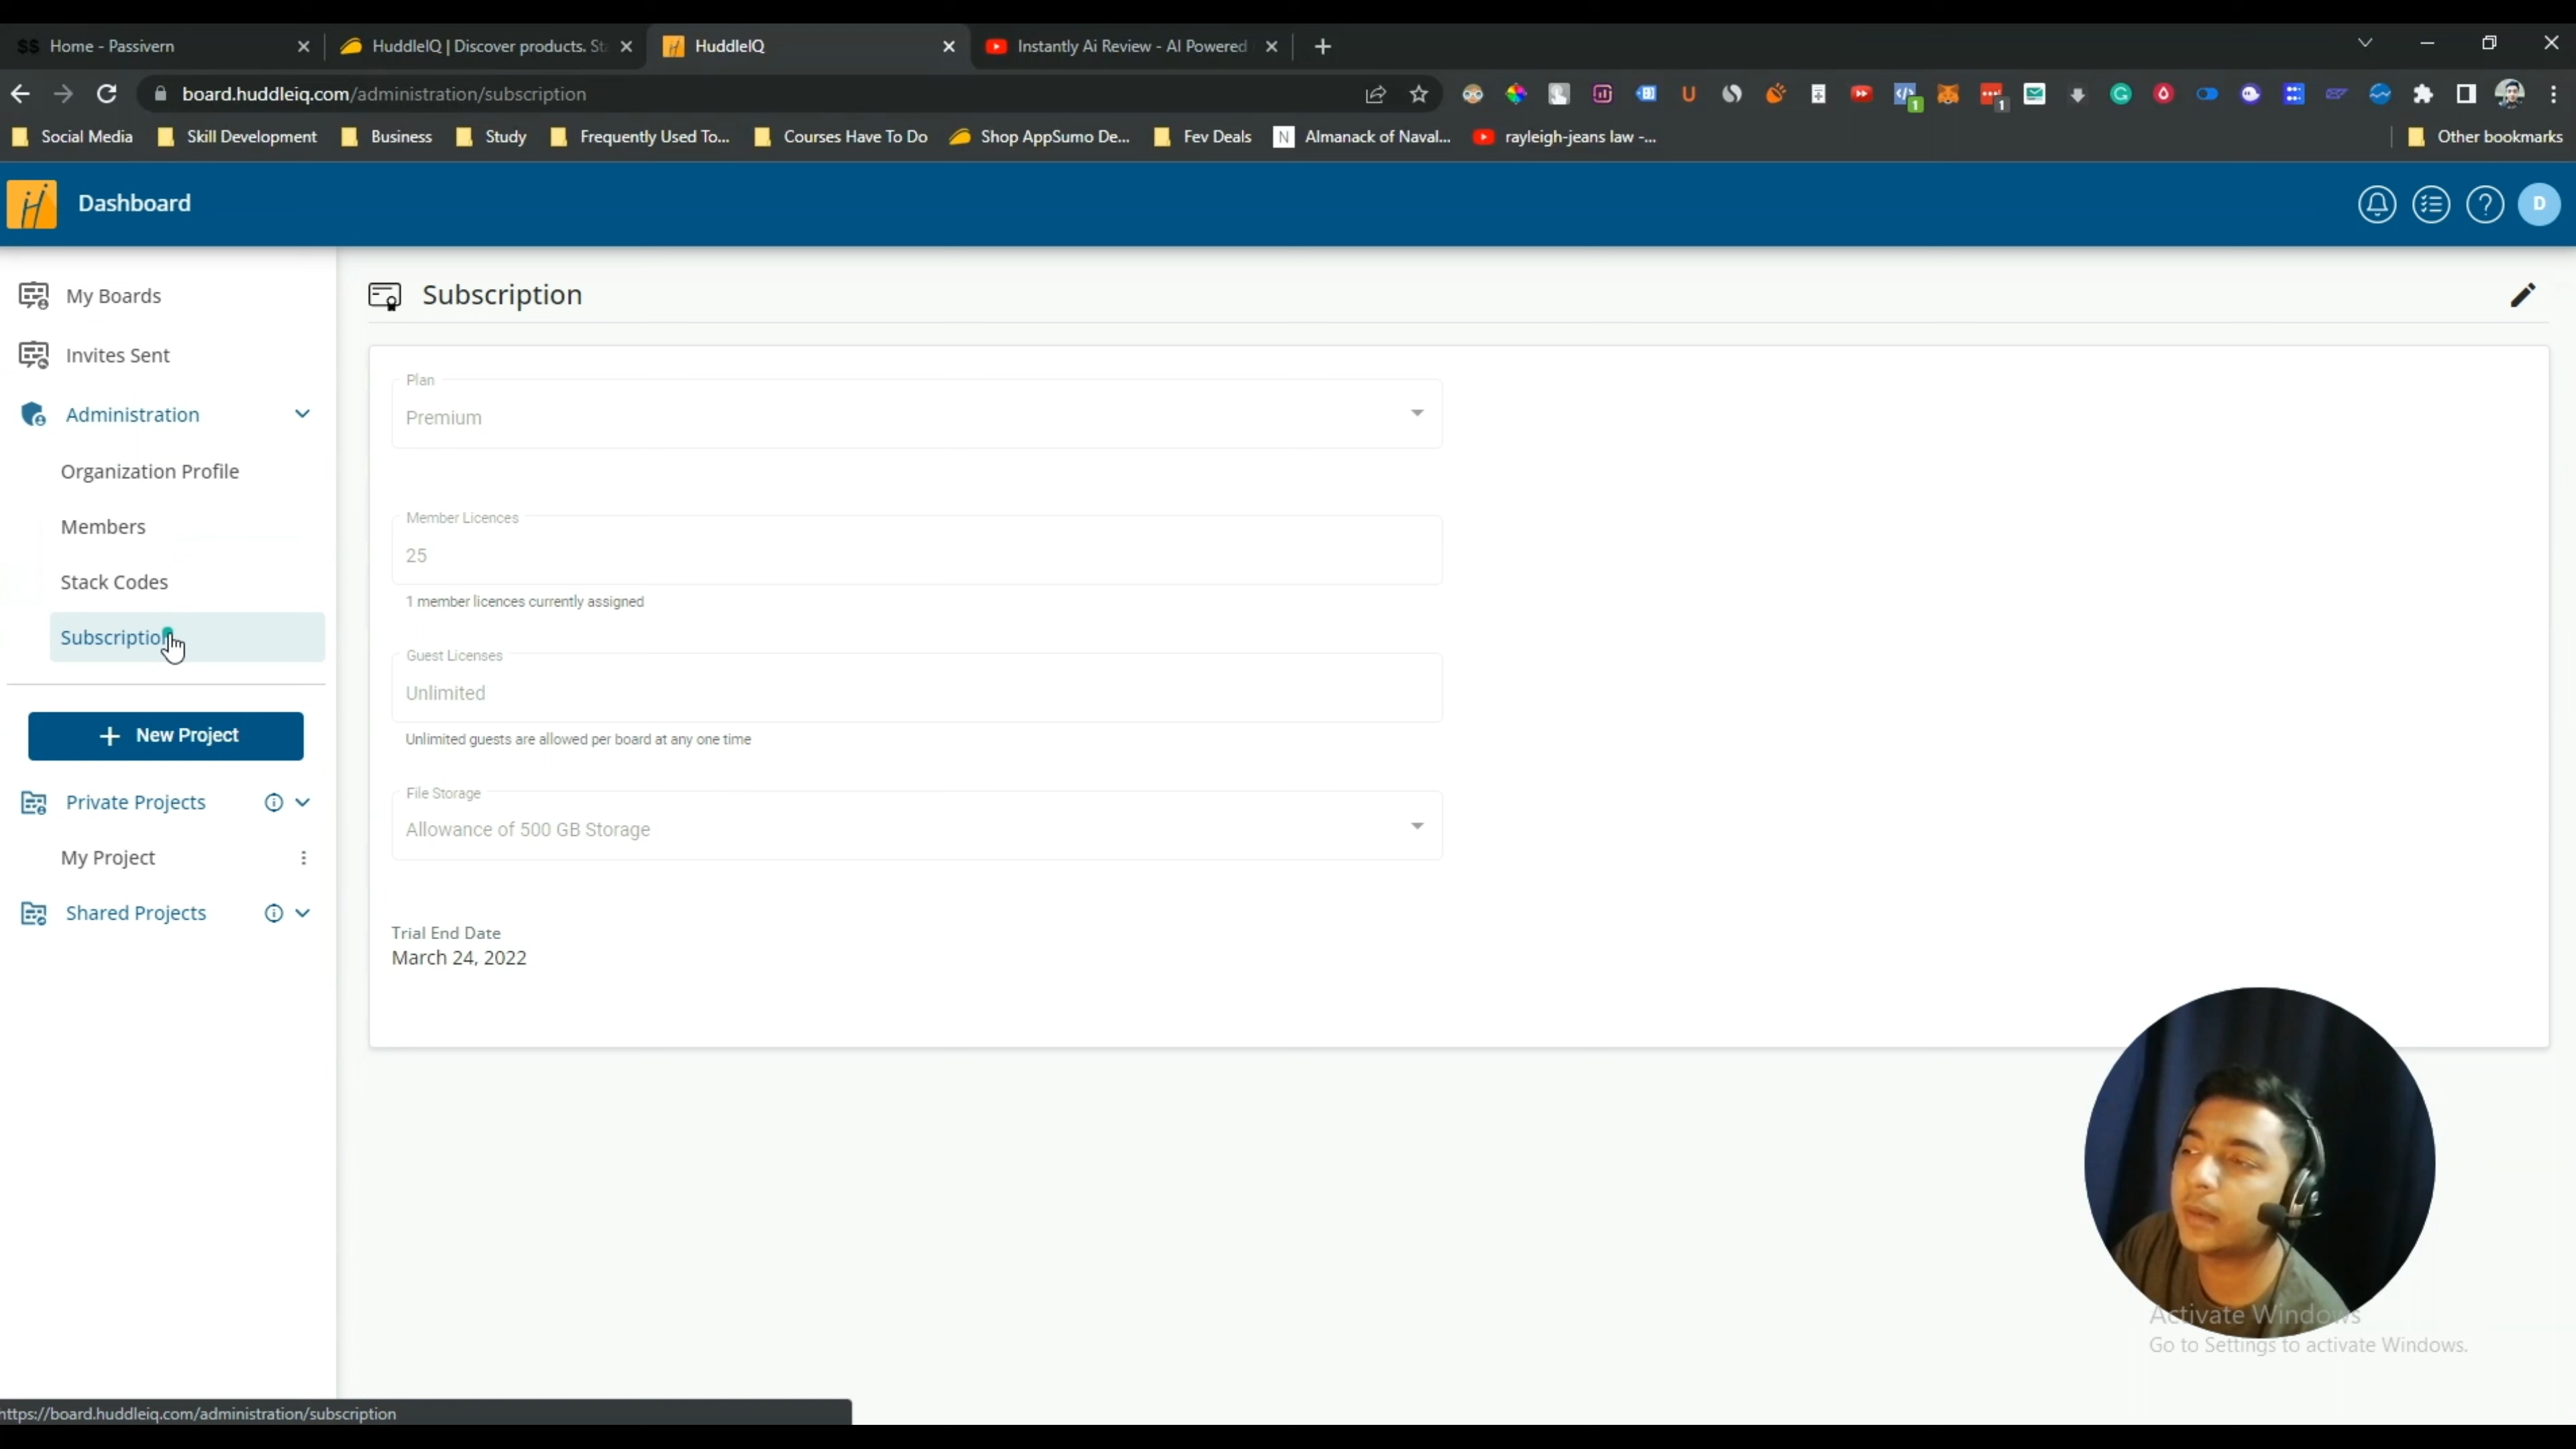 $$ Home - Passivern
HuddleIQ | Discover products. St
HuddleIQ
Instantly Ai Review - AI Powered
board.huddleiq.com/administration/subscription
Social Media
Skill Development
Business
Study
Frequently Used To...
Courses Have To Do
Shop AppSumo De...
Fev Deals
N Almanack of Naval...
rayleigh-jeans law -...
Other bookmarks
Dashboard
D
My Boards
Invites Sent
Administration
Organization Profile
Members
Stack Codes
Subscription
New Project
Private Projects
My Project
Shared Projects
Subscription
Plan
Premium
Member Licences
25
1 member licences currently assigned
Guest Licenses
Unlimited
Unlimited guests are allowed per board at any one time
File Storage
Allowance of 500 GB Storage
Trial End Date
March 24, 2022
Activate Windows
Go to Settings to activate Windows.
https://board.huddleiq.com/administration/subscription